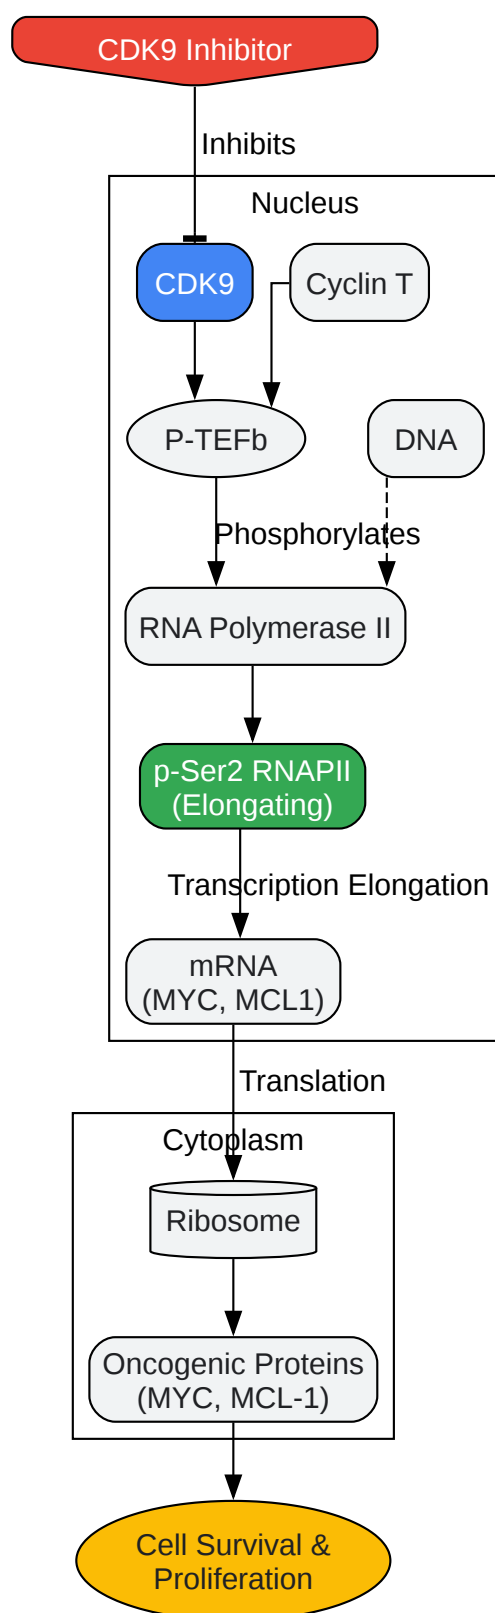 CDK9 Inhibitor
Inhibits
Nucleus
CDK9
Cyclin T
P-TEFb
DNA
Phosphorylates
RNA Polymerase II
p-Ser2 RNAPII
(Elongating)
Transcription Elongation
mRNA
(MYC, MCL1)
Translation
Cytoplasm
Ribosome
Oncogenic Proteins
(MYC, MCL-1)
Cell Survival &
Proliferation